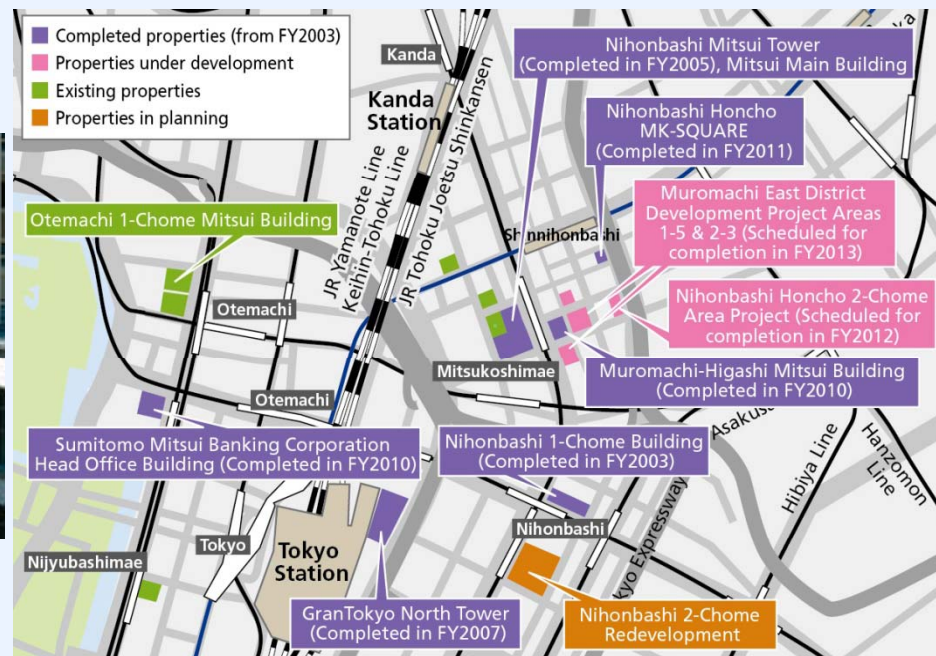 Completed properties (from FY2003)
Properties under development
Existing properties
Properties in planning
Kanda
Kanda
Station
JR Yamanote Line
Keihin-Tohoku Line
JR Tohoku Joetsu Shinkansen
Nihonbashi Mitsui Tower
(Completed in FY2005), Mitsui Main Building
Nihonbashi Honcho
MK-SQUARE
(Completed in FY2011)
Muromachi East District
Development Project Areas
1-5 & 2-3 (Scheduled for
completion in FY2013)
Otemachi 1-Chome Mitsui Building
Shinnihonbashi
Nihonbashi Honcho 2-Chome
Area Project (Scheduled for
completion in FY2012)
Otemachi
Mitsukoshimae
Muromachi-Higashi Mitsui Building
(Completed in FY2010)
Otemachi
Sumitomo Mitsui Banking Corporation
Head Office Building (Completed in FY2010)
Nihonbashi 1-Chome Building
(Completed in FY2003)
Hibiya Line
Hanzomon
Line
Nijyubashimae
Tokyo
Tokyo
Station
Nihonbashi
Expressway
GranTokyo North Tower
(Completed in FY2007)
Nihonbashi 2-Chome
Redevelopment